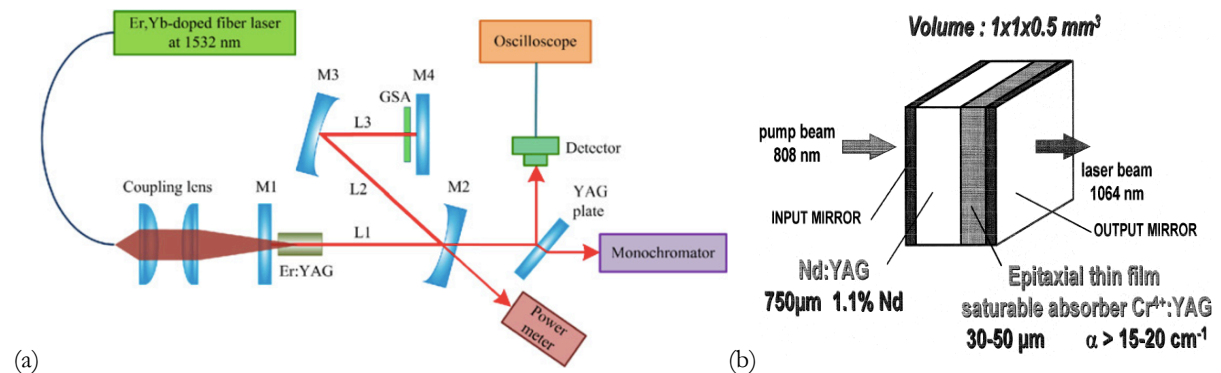 Er,Yb-doped fiber laser
at 1532 nm
Oscilloscope
M3
M4
GSA
L3
Detector
Coupling lens
M1
L2
M2
YAG
plate
L1
Er:YAG
Monochromator
Power
meter
(a)
Volume : 1x1x0.5 mm³
pump beam
808 nm
laser beam
1064 nm
INPUT MIRROR
OUTPUT MIRROR
Nd:YAG
750µm 1.1% Nd
Epitaxial thin film
saturable absorber Cr⁴⁺:YAG
30-50 µm α > 15-20 cm⁻¹
(b)